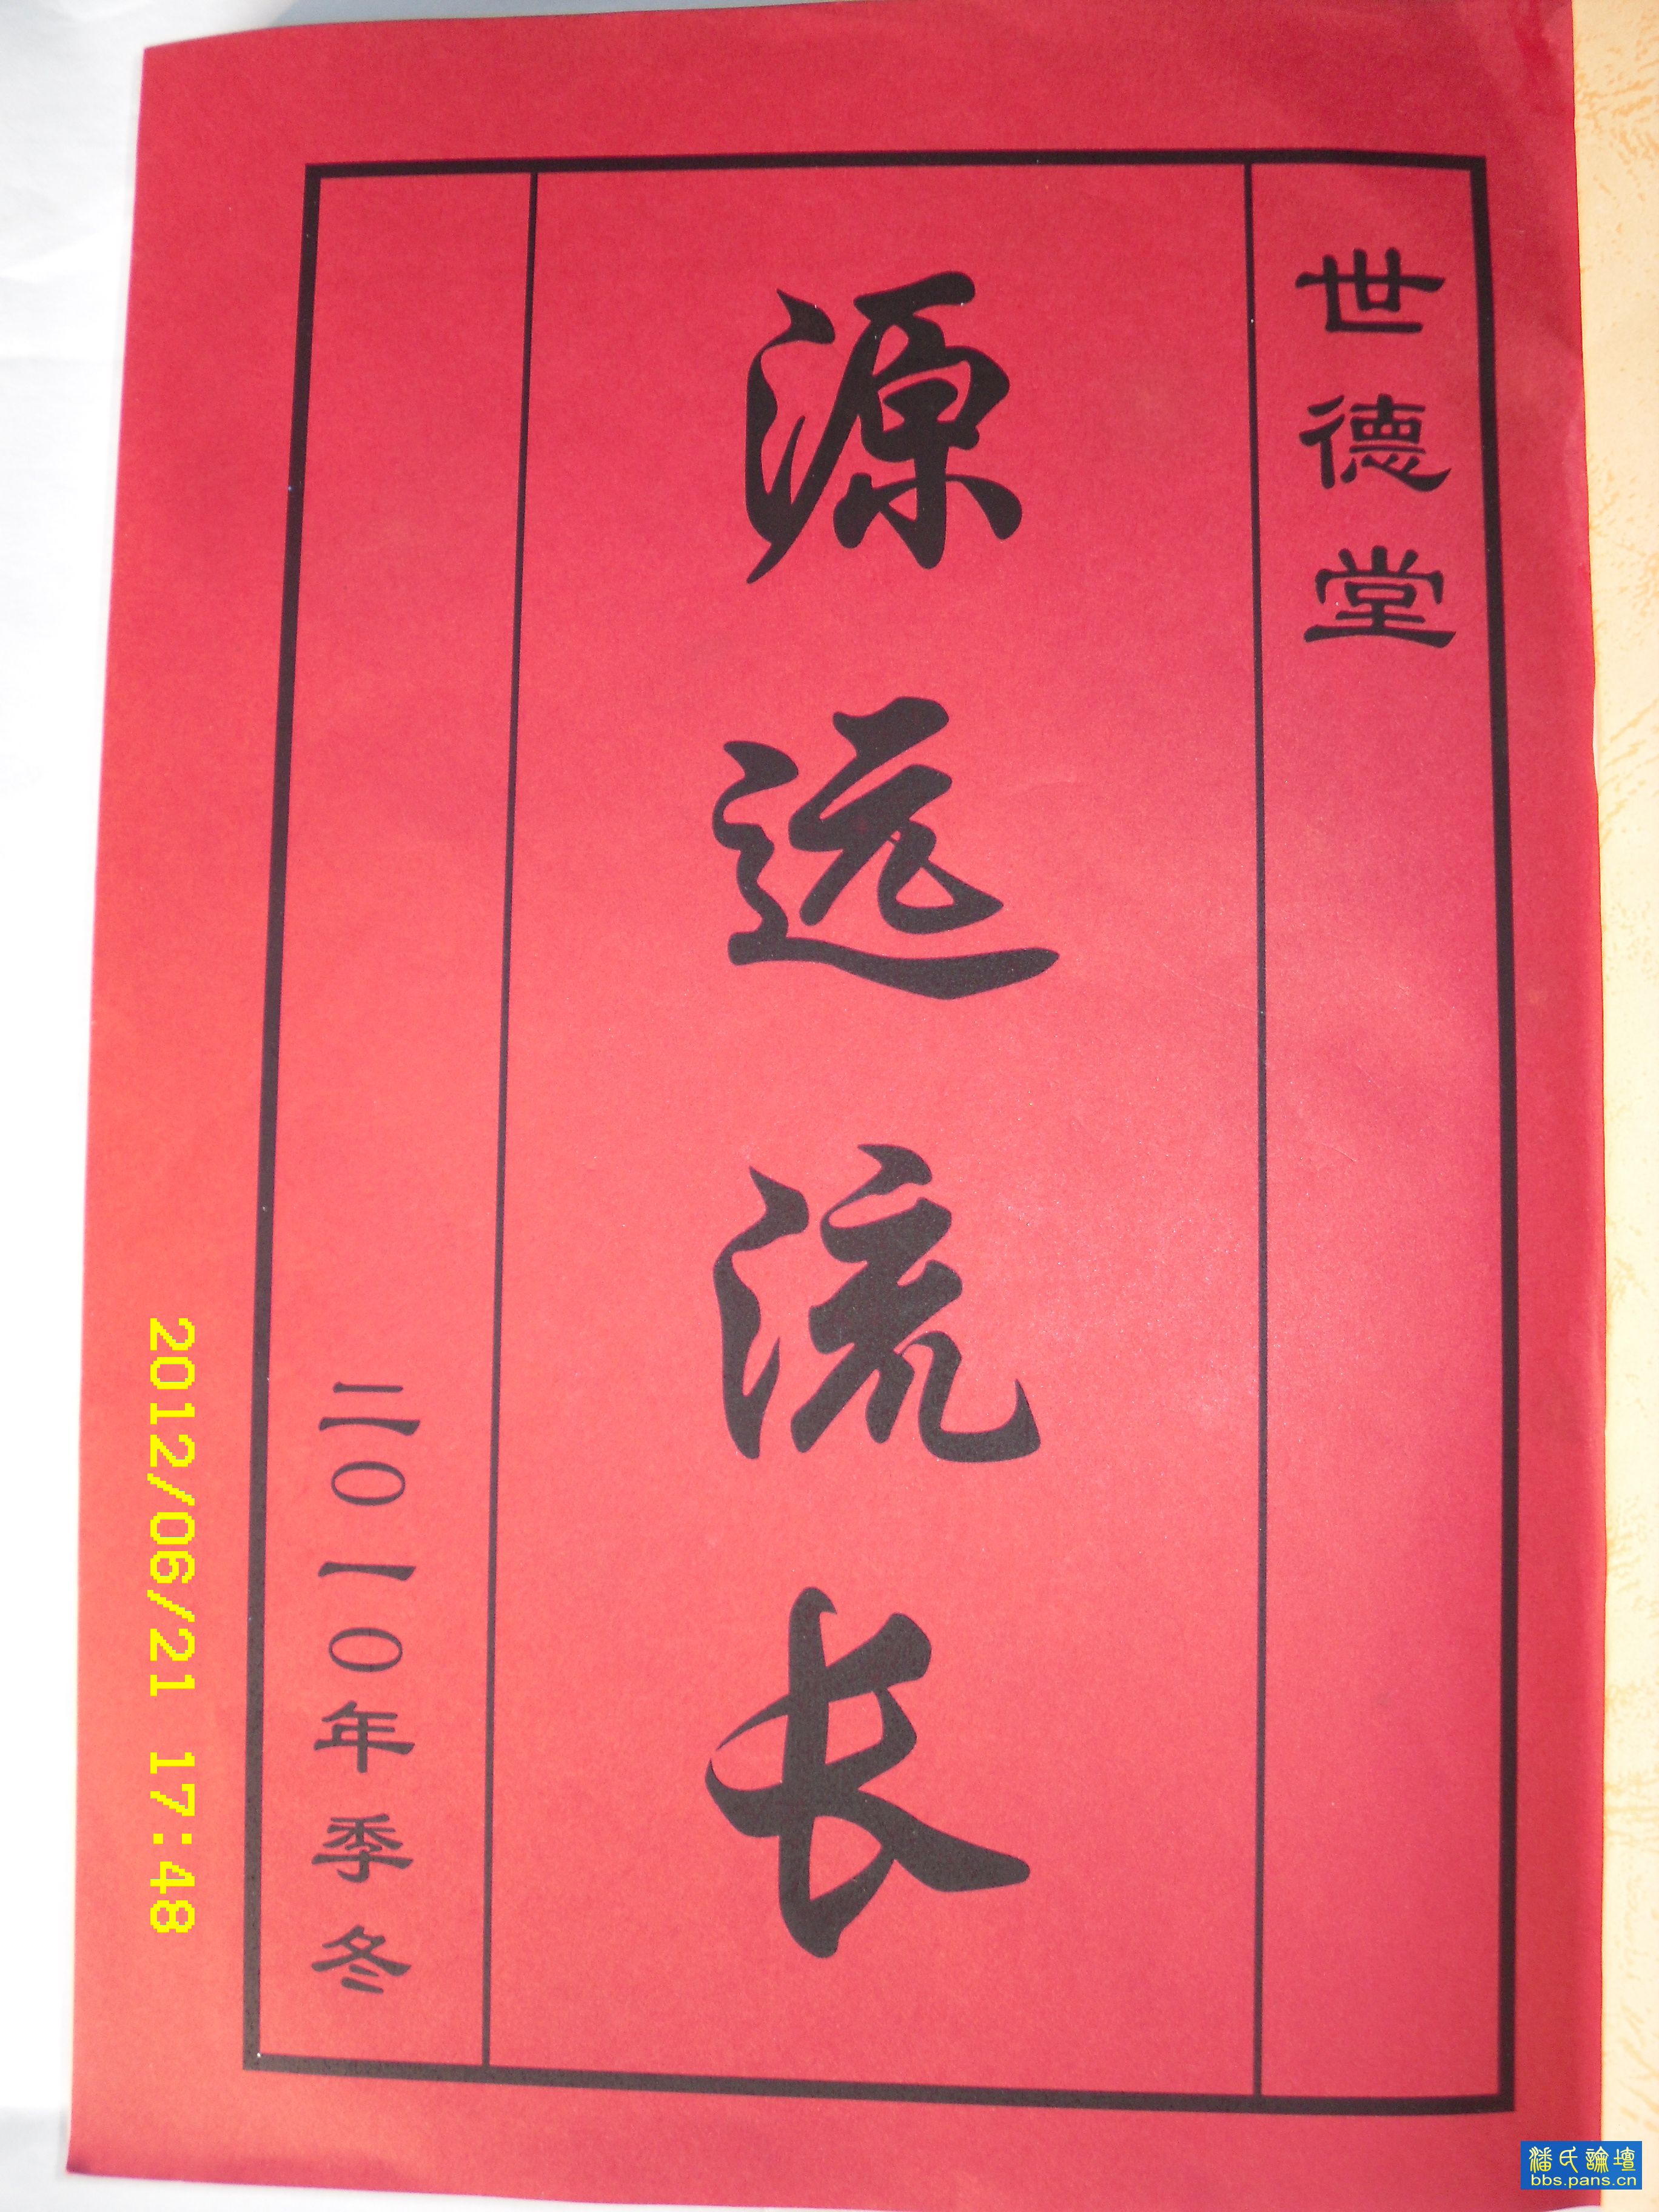 世德堂
源远流长
二〇一〇年季冬
2012/06/21 17:48
潘氏論壇
bbs.pans.cn